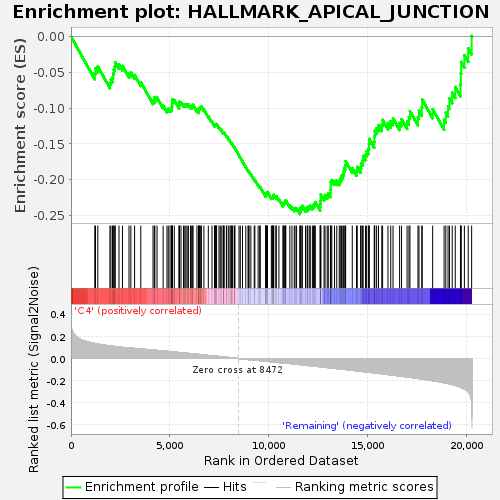 Enrichment plot: HALLMARK_APICAL_JUNCTION
Enrichment score (ES)
0.00
-0.05
-0.10
-0.15
-0.20
-0.25
'C4' (positively correlated)
Ranked list metric (Signal2Noise)
0.4
0.2
0.0
-0.2
-0.4
-0.6
Zero cross at 8472
'Remaining' (negatively correlated)
0
5,000
10,000
15,000
20,000
Rank in Ordered Dataset
Enrichment profile
Hits
Ranking metric scores